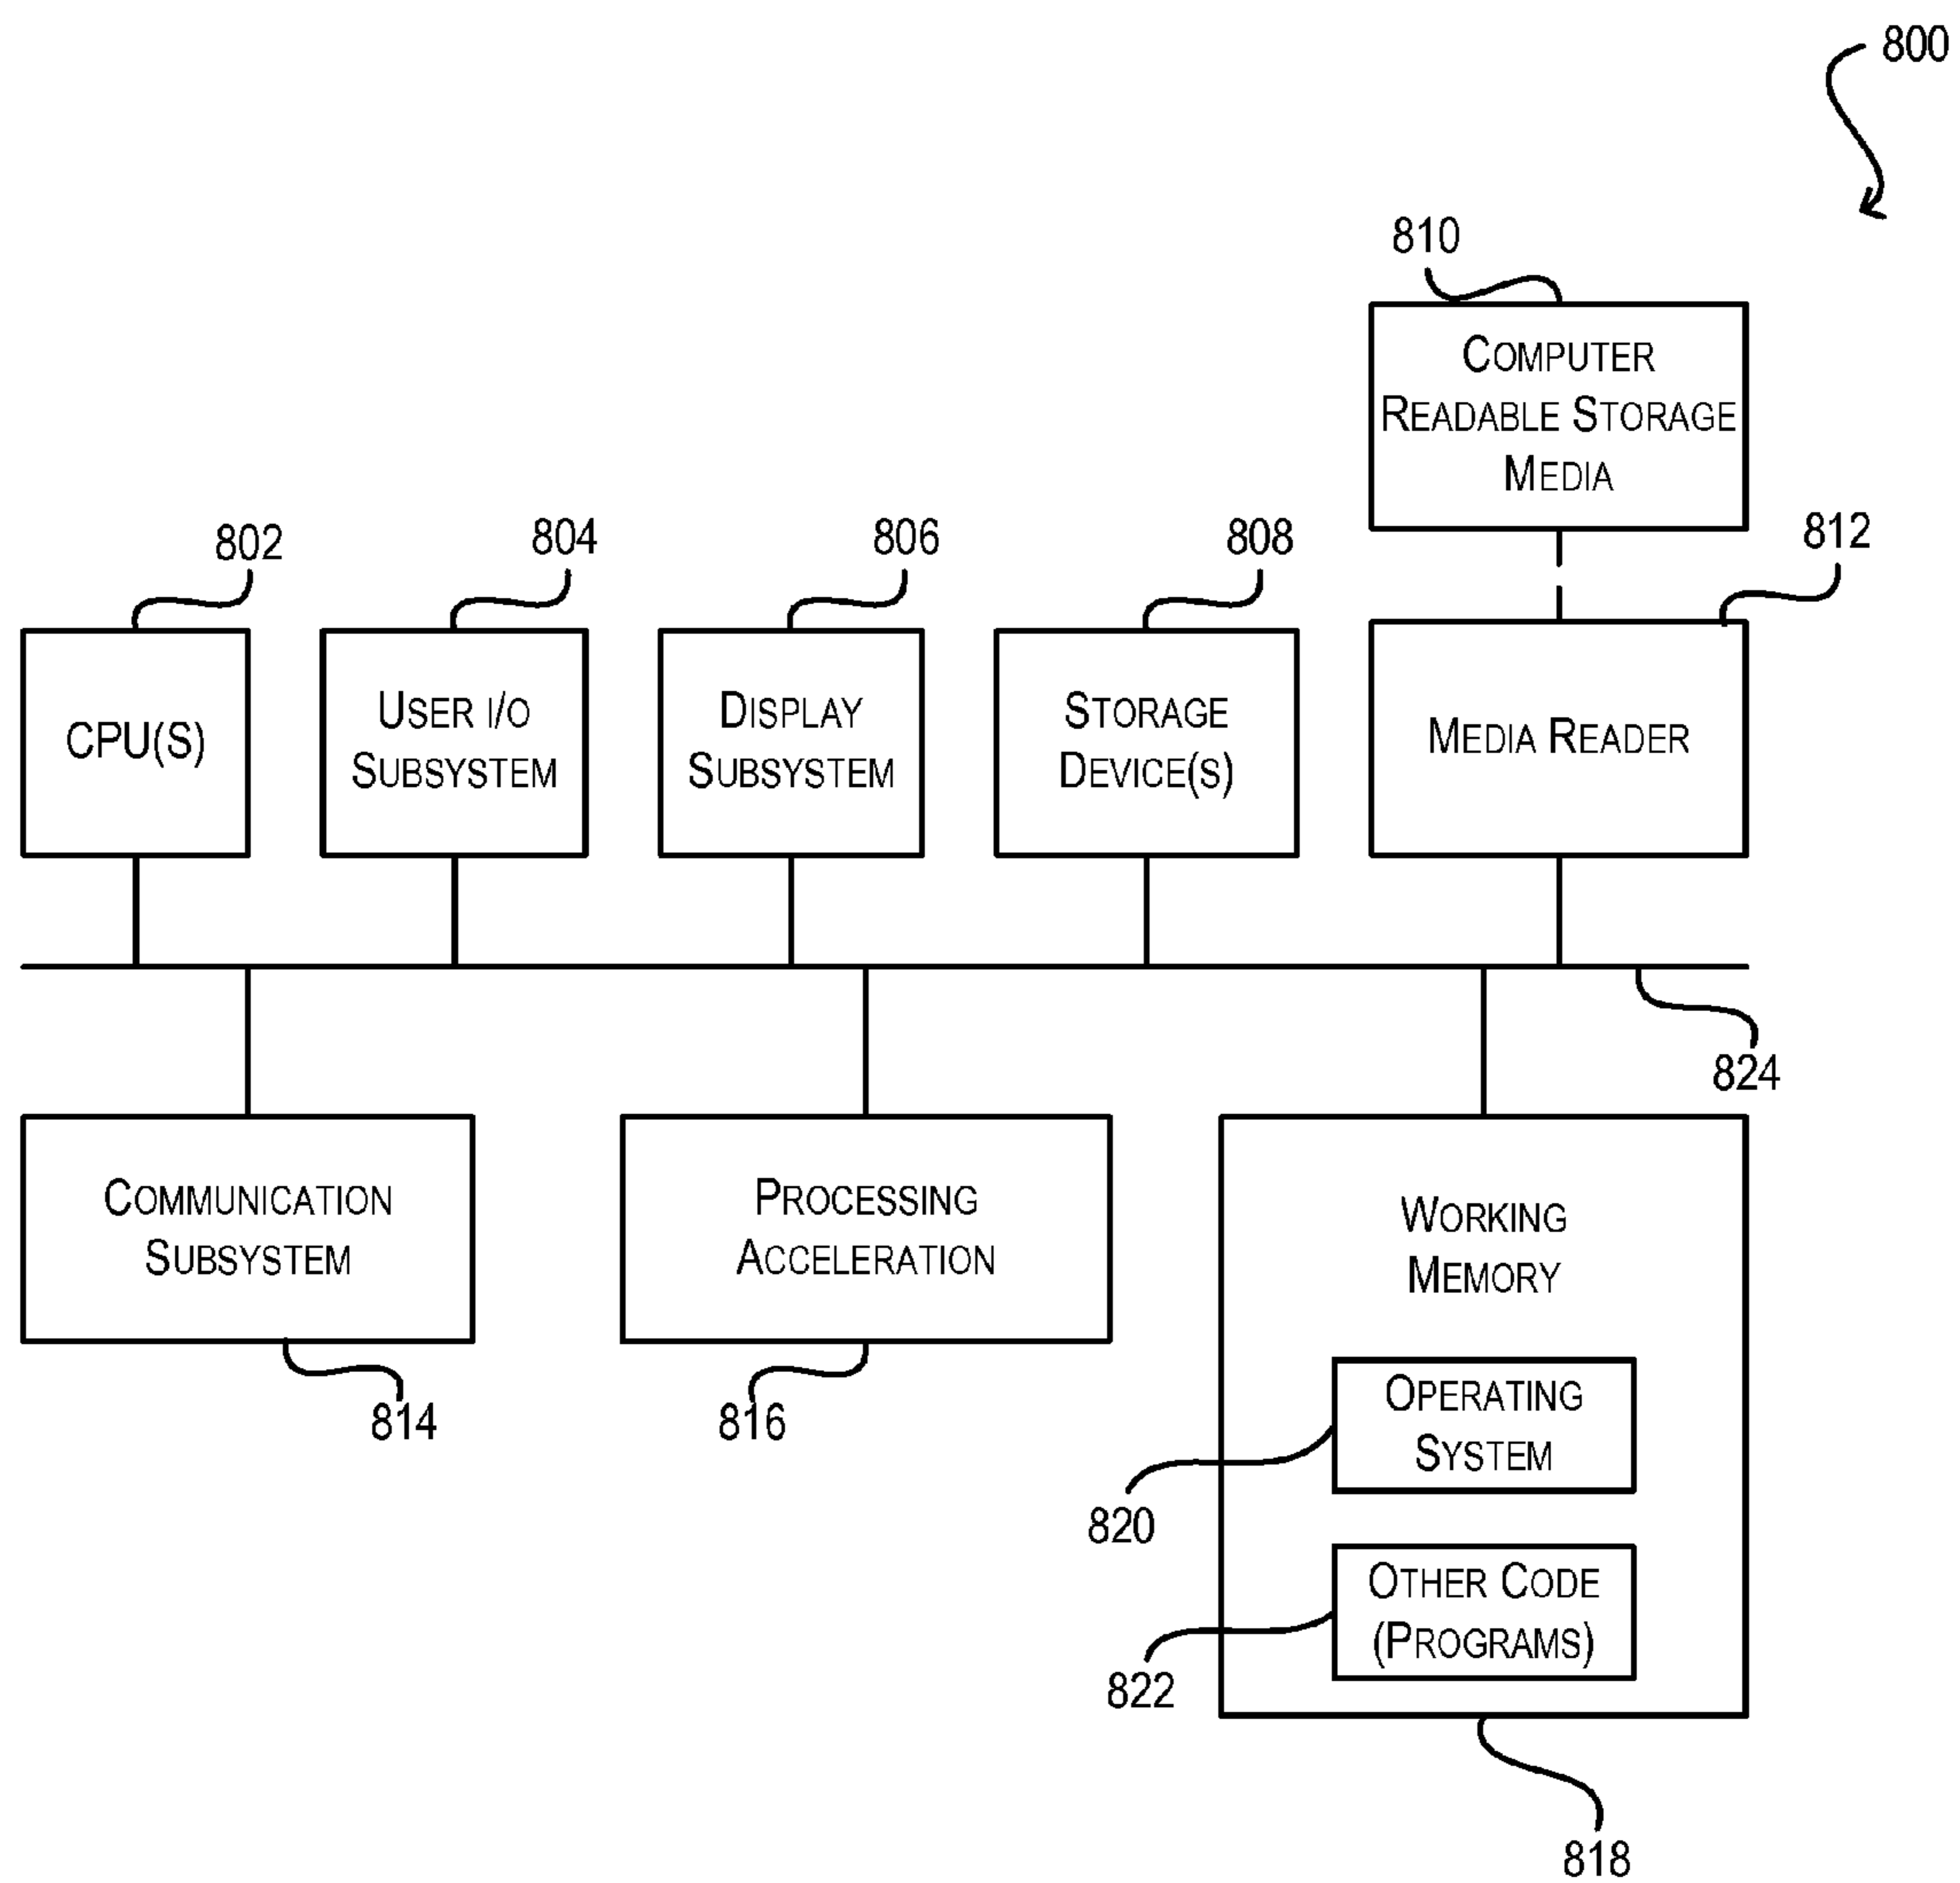 800
810
COMPUTER
READABLE STORAGE
MEDIA
802
804
806
808
812
CPU(S)
USER I/O
SUBSYSTEM
DISPLAY
SUBSYSTEM
STORAGE
DEVICE(S)
MEDIA READER
824
COMMUNICATION
SUBSYSTEM
PROCESSING
ACCELERATION
WORKING
MEMORY
814
816
OPERATING
SYSTEM
820
OTHER CODE
(PROGRAMS)
822
818